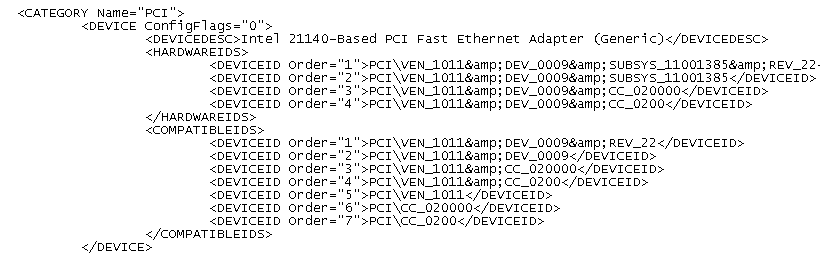 <CATEGORY Name="PCI">
<DEVICE ConfigFlags="0">
<DEVICEDESC>Intel 21140-Based PCI Fast Ethernet Adapter (Generic)</DEVICEDESC>
<HARDWAREIDS>
<DEVICEID Order="1">PCI\VEN_1011&amp;DEV_0009&amp;SUBSYS_11001385&amp;REV_22
<DEVICEID Order="2">PCI\VEN_1011&amp;DEV_0009&amp;SUBSYS_11001385</DEVICEID>
<DEVICEID Order="3">PCI\VEN_1011&amp;DEV_0009&amp;CC_020000</DEVICEID>
<DEVICEID Order="4">PCI\VEN_1011&amp;DEV_0009&amp;CC_0200</DEVICEID>
</HARDWAREIDS>
<COMPATIBLEIDS>
<DEVICEID Order="1">PCI\VEN_1011&amp;DEV_0009&amp;REV_22</DEVICEID>
<DEVICEID Order="2">PCI\VEN_1011&amp;DEV_0009</DEVICEID>
<DEVICEID Order="3">PCI\VEN_1011&amp;CC_020000</DEVICEID>
<DEVICEID Order="4">PCI\VEN_1011&amp;CC_0200</DEVICEID>
<DEVICEID Order="5">PCI\VEN_1011</DEVICEID>
<DEVICEID Order="6">PCI\CC_020000</DEVICEID>
<DEVICEID Order="7">PCI\CC_0200</DEVICEID>
</COMPATIBLEIDS>
</DEVICE>